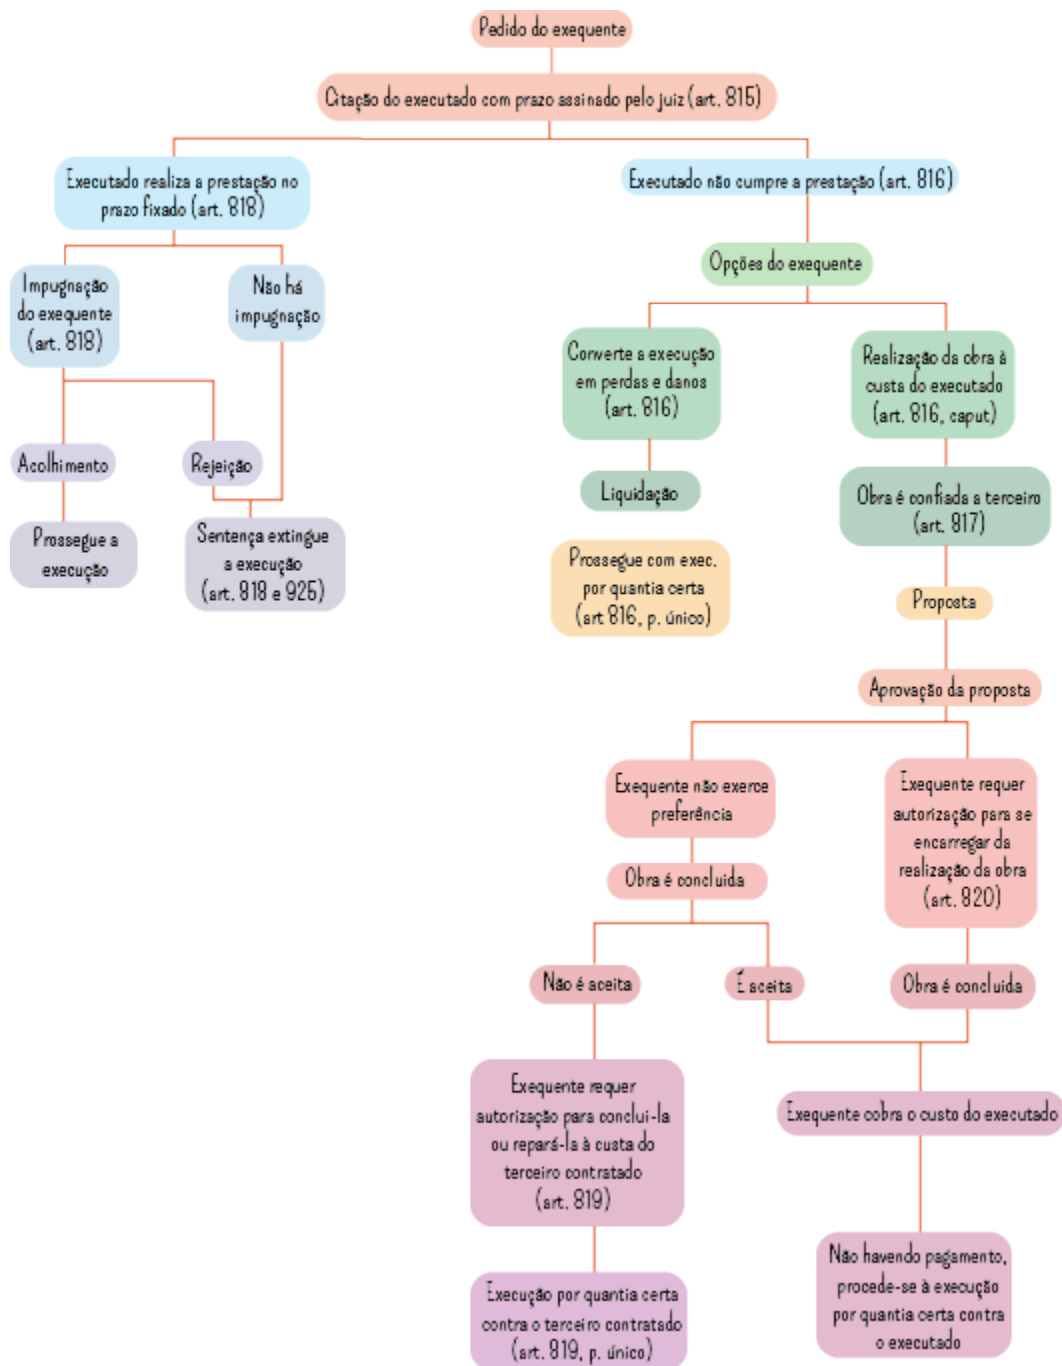 Pedido do exequente
Citação do executado com prazo assinado pelo juiz (art. 815)
Executado realiza a prestação no
prazo fixado (art. 818)
Executado não cumpre a prestação (art. 816)
Opções do exequente
Impugnação
do exequente
(art. 818)
Não há
impugnação
Converte a execução
em perdas e danos
(art. 816)
Realização da obra à
custa do executado
(art. 816, caput)
Acolhimento
Rejeição
Liquidação
Obra é confiada a terceiro
(art. 817)
Prossegue a
execução
Sentença extingue
a execução
(art. 818 e 925)
Prossegue com exec.
por quantia certa
(art 816, p. único)
Proposta
Aprovação da proposta
Exequente não exerce
preferência
Exequente requer
autorização para se
encarregar da
realização da obra
(art. 820)
Obra é concluida
Não é aceita
É aceita
Obra é concluida
Exequente requer
autorização para conclui-la
ou repará-la à custa do
terceiro contratado
(art. 819)
Exequente cobra o custo do executado
Execução por quantia certa
contra o terceiro contratado
(art. 819, p. único)
Não havendo pagamento,
procede-se à execução
por quantia certa contra
o executado